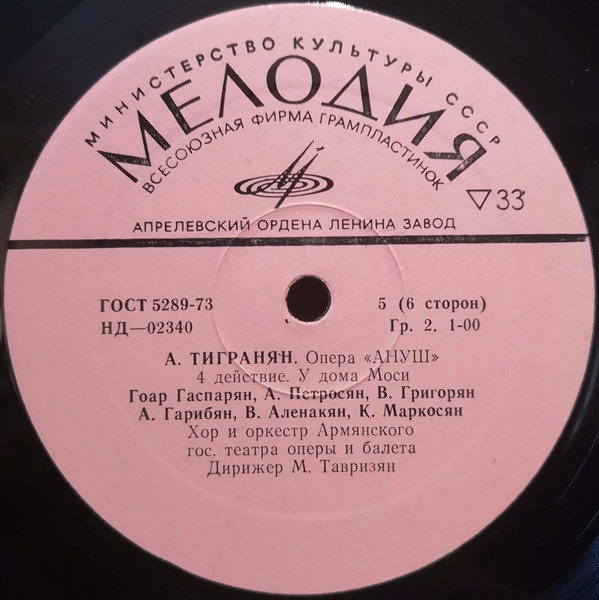 МИНИСТЕРСТВО КУЛЬТУРЫ СССР
МЕЛОДИЯ
ВСЕСОЮЗНАЯ ФИРМА ГРАМПЛАСТИНОК
▽33
АПРЕЛЕВСКИЙ ОРДЕНА ЛЕНИНА ЗАВОД
ГОСТ 5289-73
5 (6 сторон)
НД—02340
Гр. 2. 1-00
А. ТИГРАНЯН. Опера «АНУШ»
4 действие. У дома Моси
Гоар Гаспарян, А. Петросян, В. Григорян
А. Гарибян, В. Аленакян, К. Маркосян
Хор и оркестр Армянского
гос. театра оперы и балета
Дирижер М. Тавризян